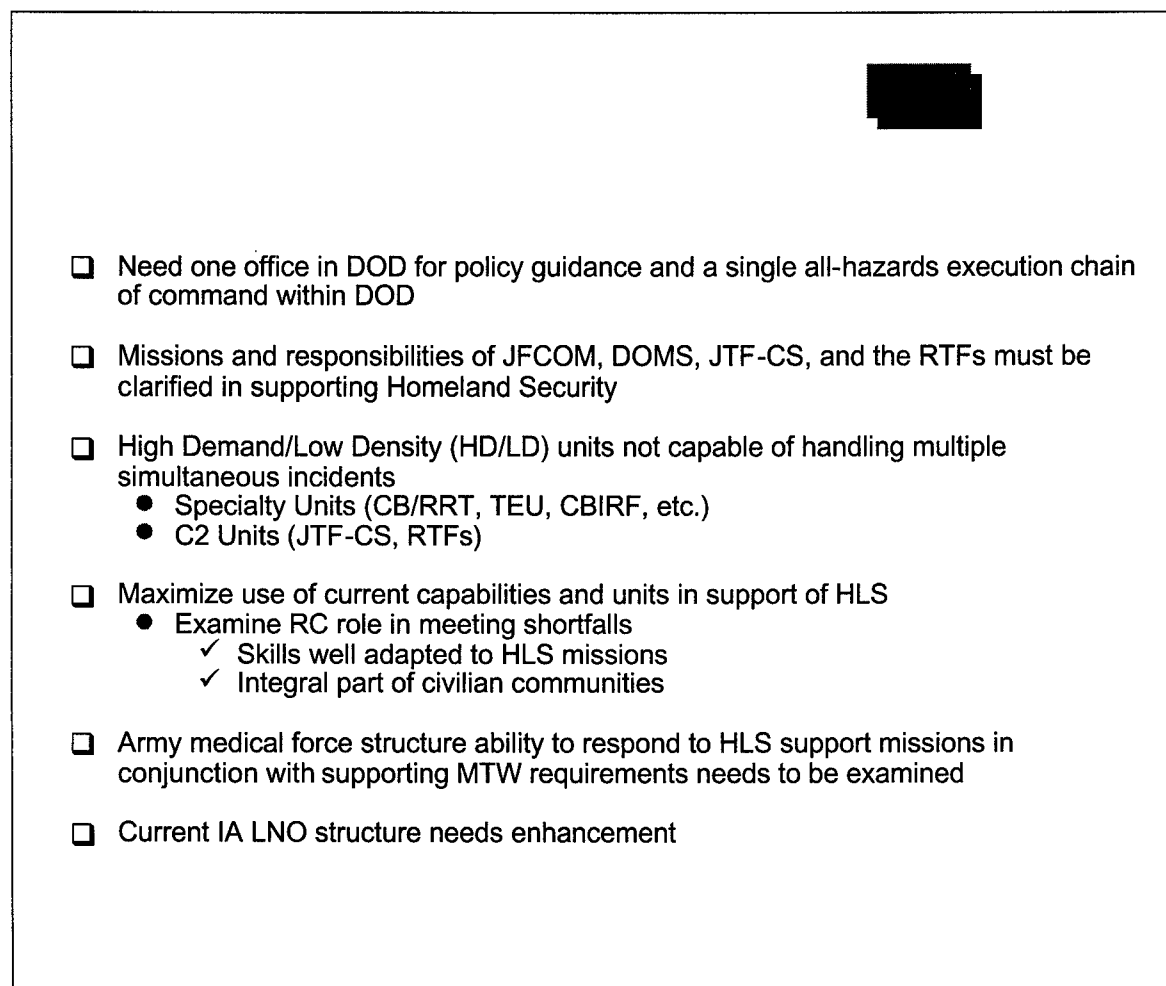 ❑ Need one office in DOD for policy guidance and a single all-hazards execution chain
of command within DOD
❑ Missions and responsibilities of JFCOM, DOMS, JTF-CS, and the RTFs must be
clarified in supporting Homeland Security
❑ High Demand/Low Density (HD/LD) units not capable of handling multiple
simultaneous incidents
● Specialty Units (CB/RRT, TEU, CBIRF, etc.)
● C2 Units (JTF-CS, RTFs)
❑ Maximize use of current capabilities and units in support of HLS
● Examine RC role in meeting shortfalls
✓ Skills well adapted to HLS missions
✓ Integral part of civilian communities
❑ Army medical force structure ability to respond to HLS support missions in
conjunction with supporting MTW requirements needs to be examined
❑ Current IA LNO structure needs enhancement